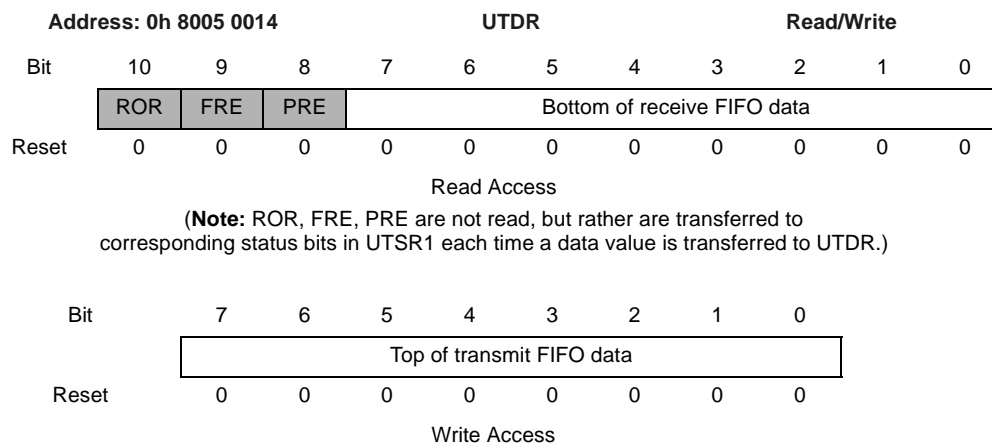 Address: 0h 8005 0014 UTDR Read/Write
Bit 10 9 8 7 6 5 4 3 2 1 0
ROR FRE PRE Bottom of receive FIFO data
Reset 0 0 0 0 0 0 0 0 0 0 0
Read Access
(Note: ROR, FRE, PRE are not read, but rather are transferred to
corresponding status bits in UTSR1 each time a data value is transferred to UTDR.)
Bit 7 6 5 4 3 2 1 0
Top of transmit FIFO data
Reset 0 0 0 0 0 0 0 0
Write Access